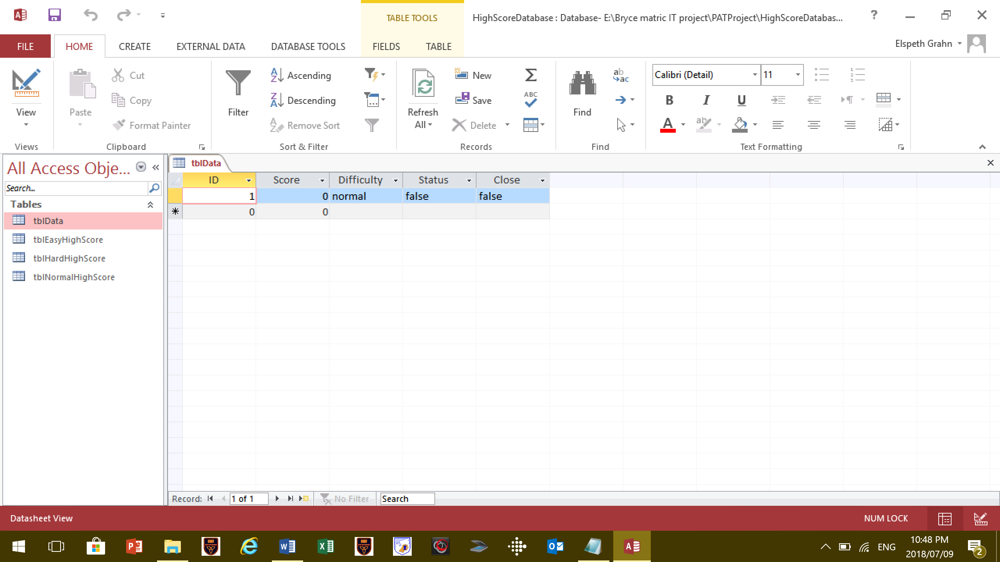 TABLE TOOLS
HighScoreDatabase : Database- E:\Bryce matric IT project\PATProject\HighScoreDatabas...
?
FILE
HOME
CREATE
EXTERNAL DATA
DATABASE TOOLS
FIELDS
TABLE
Elspeth Grahn
View
Paste
Cut
Copy
Format Painter
Filter
Ascending
Descending
Remove Sort
Refresh
All
New
Save
Delete
ABC
Find
ab
ac
Calibri (Detail)
11
B I U
A
ab
Views
Clipboard
Sort & Filter
Records
Find
Text Formatting
All Access Obje...
Search...
Tables
tblData
tblEasyHighScore
tblHardHighScore
tblNormalHighScore
tblData
ID Score Difficulty Status Close
1 0 normal false false
0 0
Record: 1 of 1 No Filter Search
Datasheet View
NUM LOCK
ENG
10:48 PM
2018/07/09
2